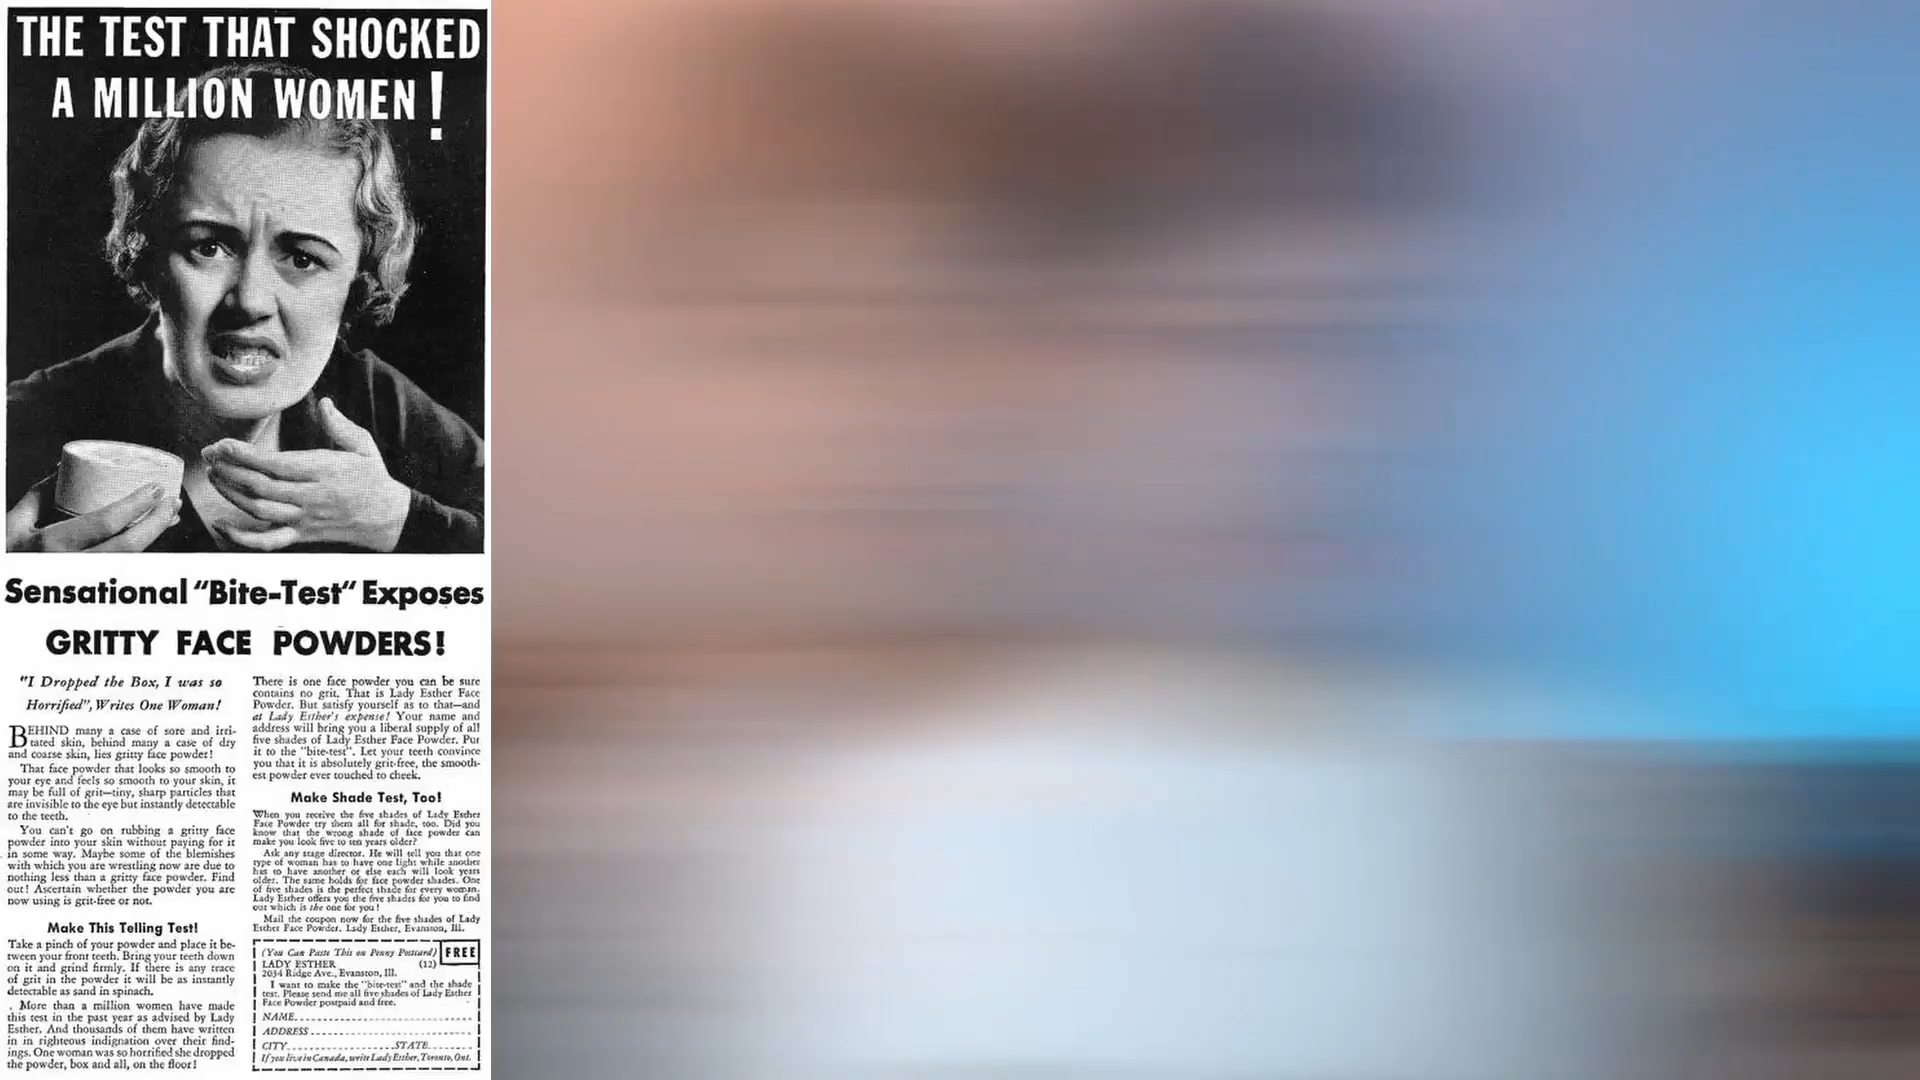 THE TEST THAT SHOCKED
A MILLION WOMEN!
Sensational "Bite-Test" Exposes
GRITTY FACE POWDERS!
"I Dropped the Box, I was so
Horrified", Writes One Woman!
BEHIND many a case of sore and irri-
tated skin, behind many a case of dry
and coarse skin, lies gritty face powder!
That face powder that looks so smooth to
your eye and feels so smooth to your skin, it
may be full of grit—tiny, sharp particles that
are invisible to the eye but instantly detectable
to the teeth.
You can't go on rubbing a gritty face
powder into your skin without paying for it
in some way. Maybe some of the blemishes
with which you are wrestling now are due to
nothing less than a gritty face powder. Find
out! Ascertain whether the powder you are
now using is grit-free or not.
Make This Telling Test!
Take a pinch of your powder and place it be-
tween your front teeth. Bring your teeth down
on it and grind firmly. If there is any trace
of grit in the powder it will be as instantly
detectable as sand in spinach.
More than a million women have made
this test in the past year as advised by Lady
Esther. And thousands of them have written
in in righteous indignation over their find-
ings. One woman was so horrified she dropped
the powder, box and all, on the floor!
There is one face powder you can be sure
contains no grit. That is Lady Esther Face
Powder. But satisfy yourself as to that—and
at Lady Esther's expense! Your name and
address will bring you a liberal supply of all
five shades of Lady Esther Face Powder. Put
it to the "bite-test". Let your teeth convince
you that it is absolutely grit-free, the smooth-
est powder ever touched to cheek.
Make Shade Test, Too!
When you receive the five shades of Lady Esther
Face Powder try them all for shade, too. Did you
know that the wrong shade of face powder can
make you look five to ten years older?
Ask any stage director. He will tell you that one
type of woman has to have one light while another
has to have another or else each will look years
older. The same holds for face powder shades. One
of five shades is the perfect shade for every woman.
Lady Esther offers you the five shades for you to find
out which is the one for you!
Mail the coupon now for the five shades of Lady
Esther Face Powder. Lady Esther, Evanston, Ill.
(You Can Paste This on Penny Postcard) FREE
LADY ESTHER (12)
2034 Ridge Ave., Evanston, Ill.
I want to make the "bite-test" and the shade
test. Please send me all five shades of Lady Esther
Face Powder postpaid and free.
NAME
ADDRESS
CITY STATE
If you live in Canada, write Lady Esther, Toronto, Ont.